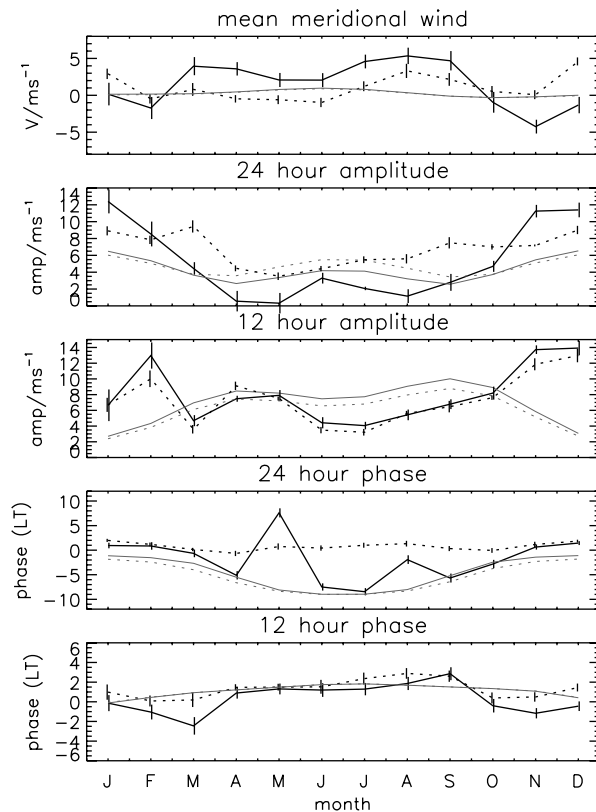 mean meridional wind
V/ms⁻¹
5
0
-5
24 hour amplitude
amp/ms⁻¹
14
12
10
8
6
4
2
0
12 hour amplitude
amp/ms⁻¹
14
12
10
8
6
4
2
0
24 hour phase
phase (LT)
10
5
0
-5
-10
12 hour phase
phase (LT)
6
4
2
0
-2
-4
-6
J F M A M J J A S O N D
month